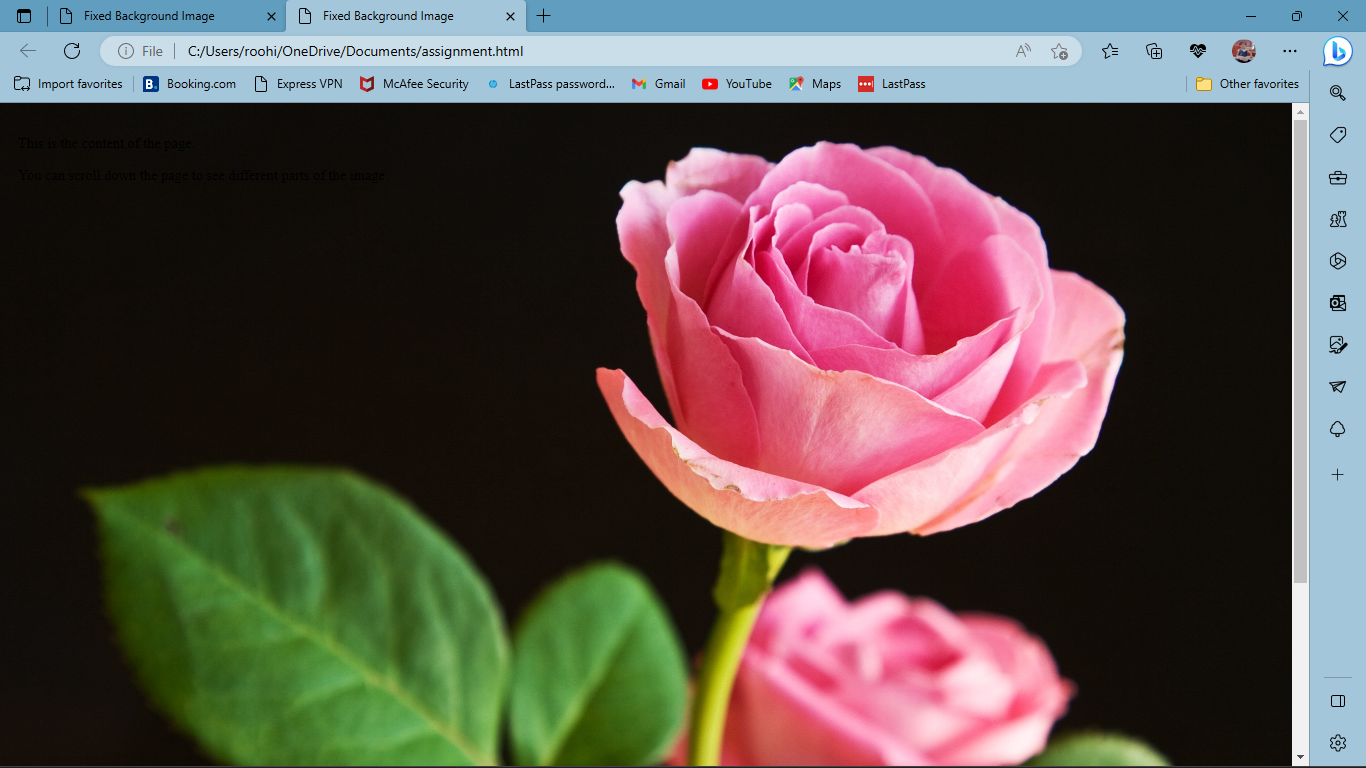 Fixed Background Image
Fixed Background Image
File
C:/Users/roohi/OneDrive/Documents/assignment.html
Import favorites
B. Booking.com
Express VPN
McAfee Security
LastPass password...
Gmail
YouTube
Maps
LastPass
Other favorites
This is the content of the page.
You can scroll down the page to see different parts of the image.